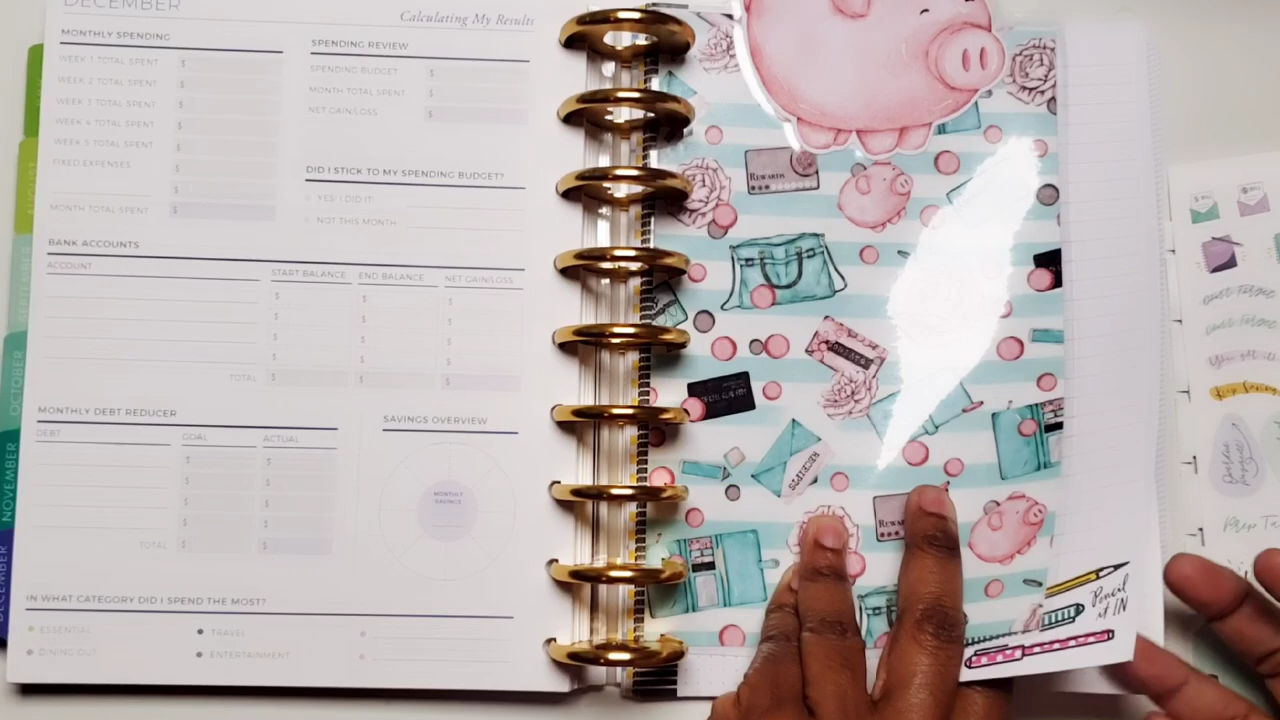 DECEMBER
Calculating My Results
MONTHLY SPENDING
WEEK 1 TOTAL SPENT $
WEEK 2 TOTAL SPENT $
WEEK 3 TOTAL SPENT $
WEEK 4 TOTAL SPENT $
WEEK 5 TOTAL SPENT $
FIXED EXPENSES $
$
MONTH TOTAL SPENT $
SPENDING REVIEW
SPENDING BUDGET $
MONTH TOTAL SPENT $
NET GAIN/LOSS $
DID I STICK TO MY SPENDING BUDGET?
YES! I DID IT!
NOT THIS MONTH
BANK ACCOUNTS
ACCOUNT START BALANCE END BALANCE NET GAIN/LOSS
$ $ $
$ $ $
$ $ $
$ $ $
TOTAL $ $ $
MONTHLY DEBT REDUCER
DEBT GOAL ACTUAL
$ $
$ $
$ $
$ $
TOTAL $ $
SAVINGS OVERVIEW
MONTHLY
SAVINGS
IN WHAT CATEGORY DID I SPEND THE MOST?
ESSENTIAL TRAVEL
DINING OUT ENTERTAINMENT
AUGUST
SEPTEMBER
OCTOBER
NOVEMBER
DECEMBER
REWARDS
RECEIPTS
Pencil
it IN